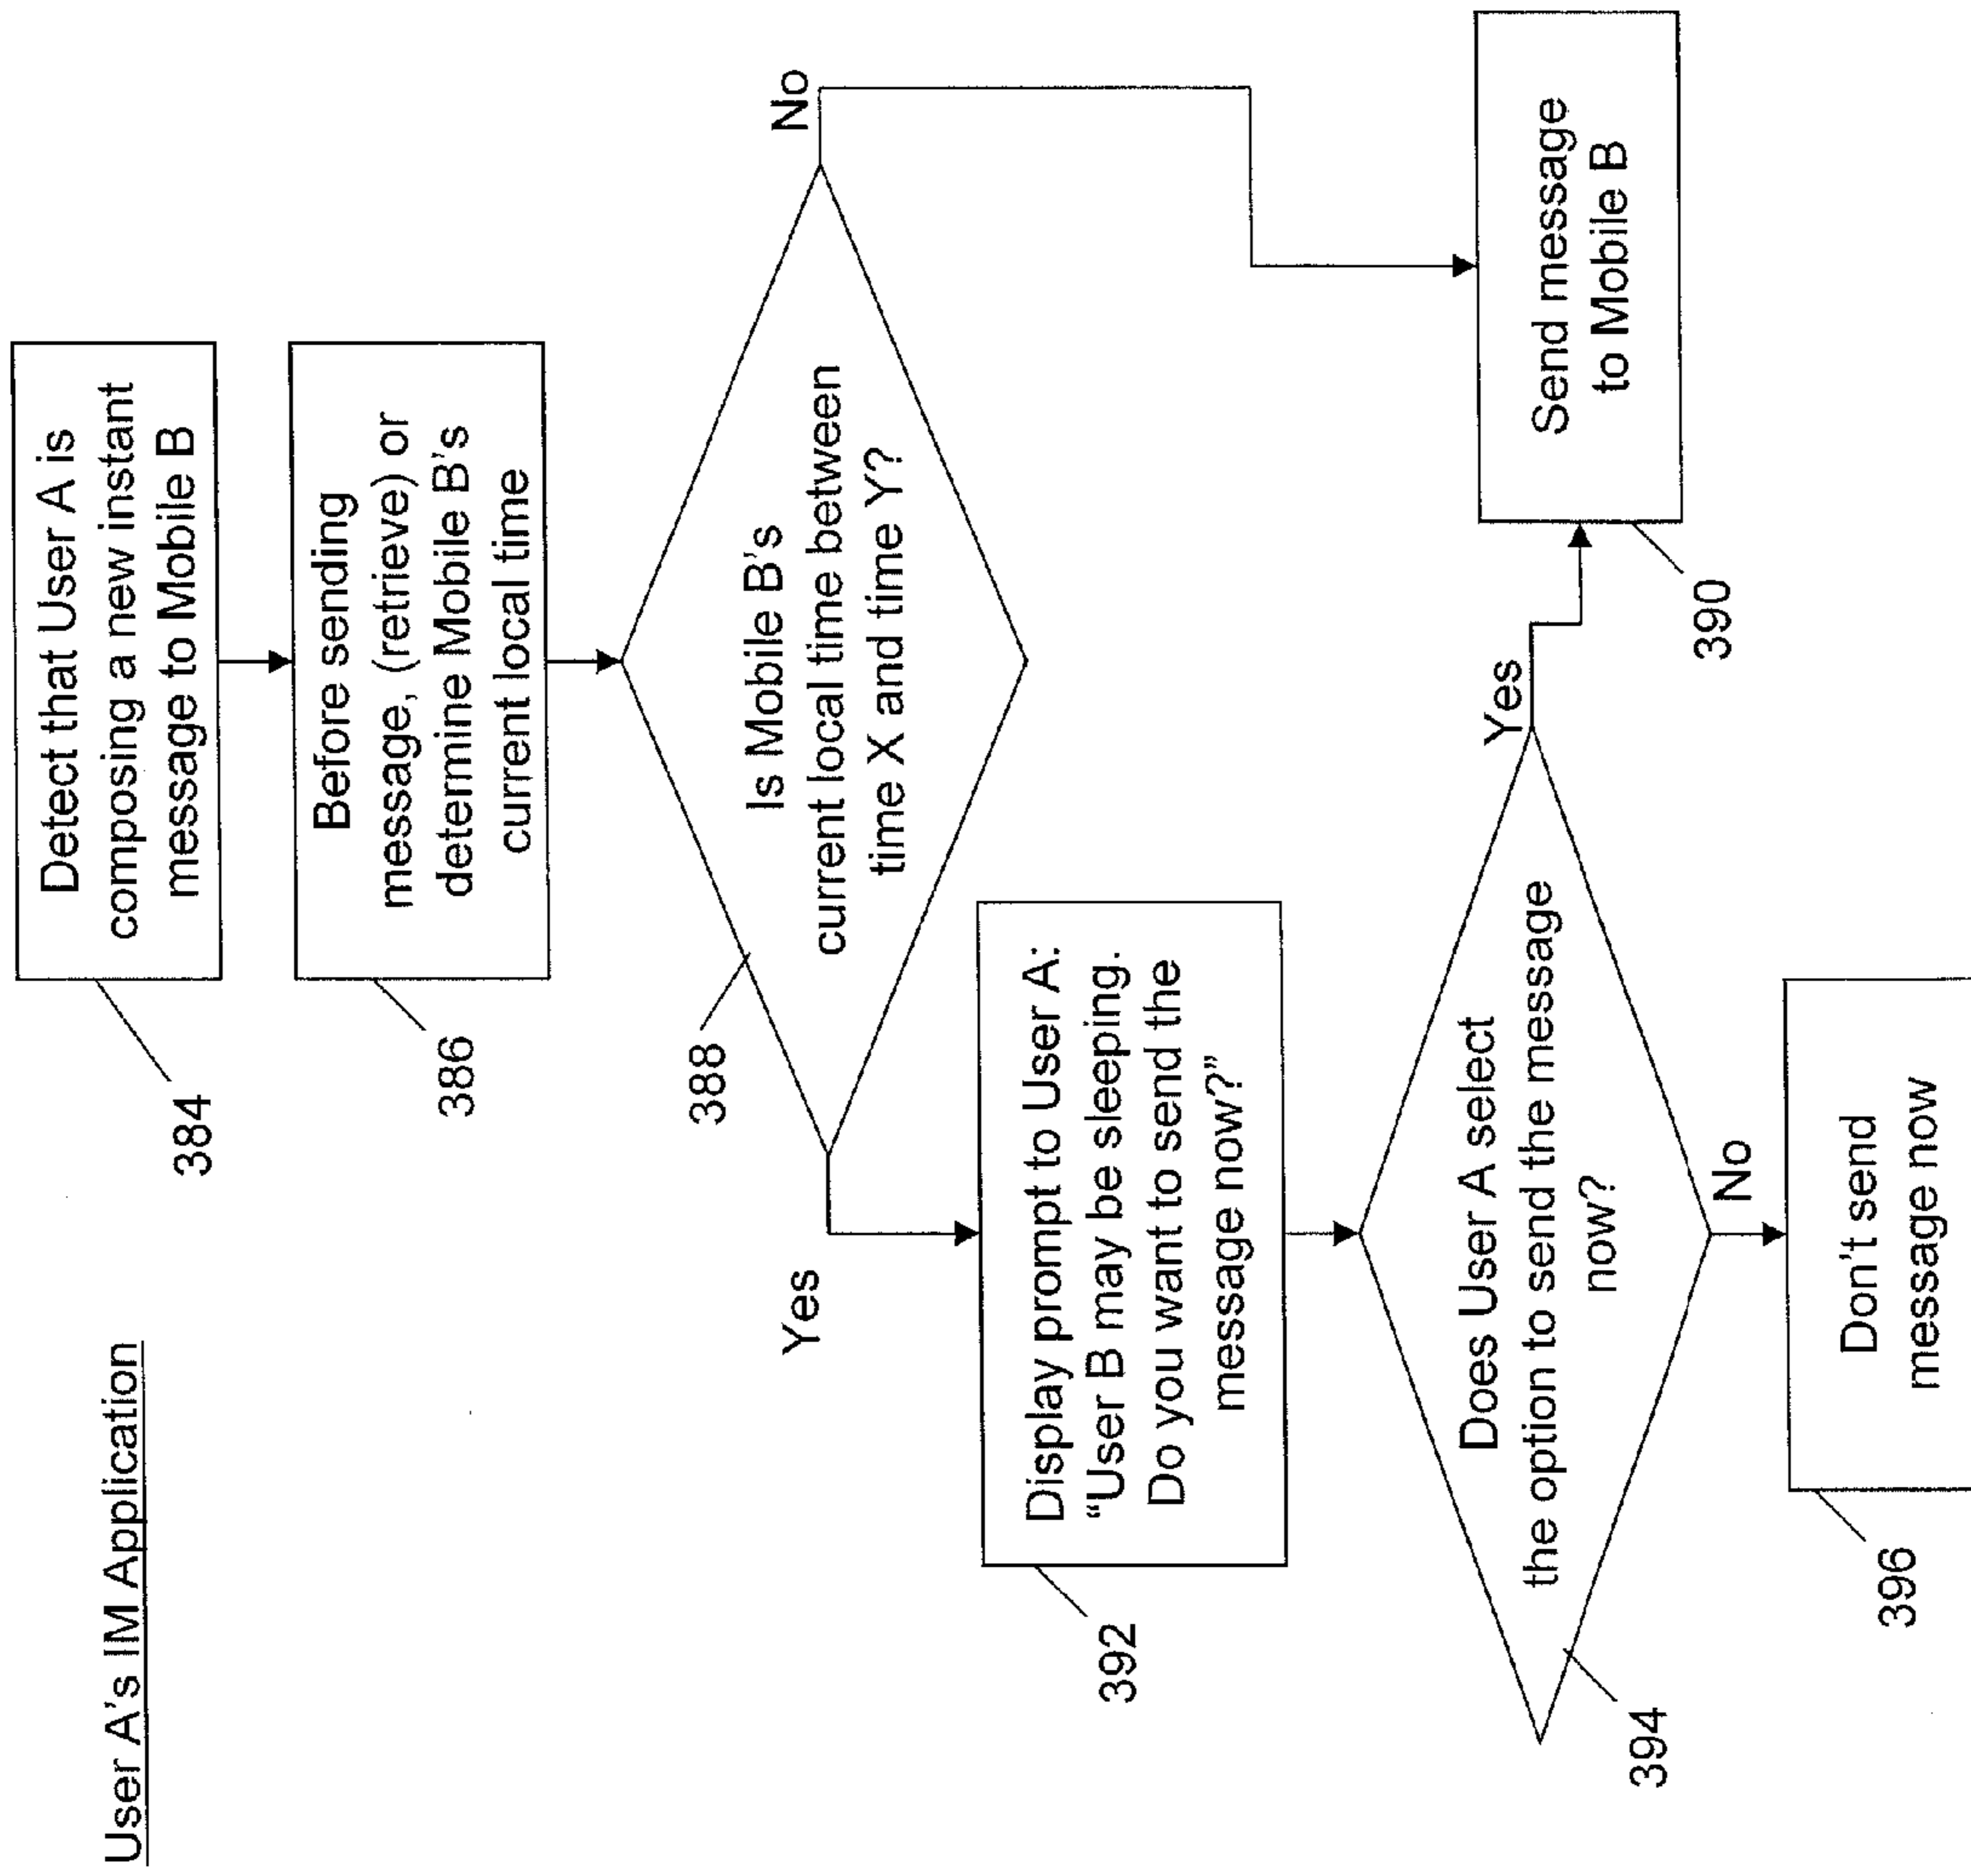 User A's IM Application
Detect that User A is
composing a new instant
message to Mobile B
384
Before sending
message, (retrieve) or
determine Mobile B's
current local time
386
Is Mobile B's
current local time between
time X and time Y?
388
Yes
No
Display prompt to User A:
“User B may be sleeping.
Do you want to send the
message now?”
392
Does User A select
the option to send the message
now?
394
Yes
No
Send message
to Mobile B
390
Don't send
message now
396